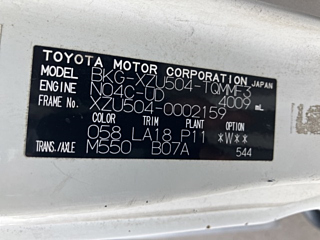 TOYOTA MOTOR CORPORATION JAPAN
MODEL BKG-XZU504-TQMMF3
ENGINE N04C-UD 4009 mL
FRAME No. XZU504-0002159
COLOR TRIM PLANT OPTION
058 LA18 P11 *W**
TRANS./AXLE M550 B07A 544